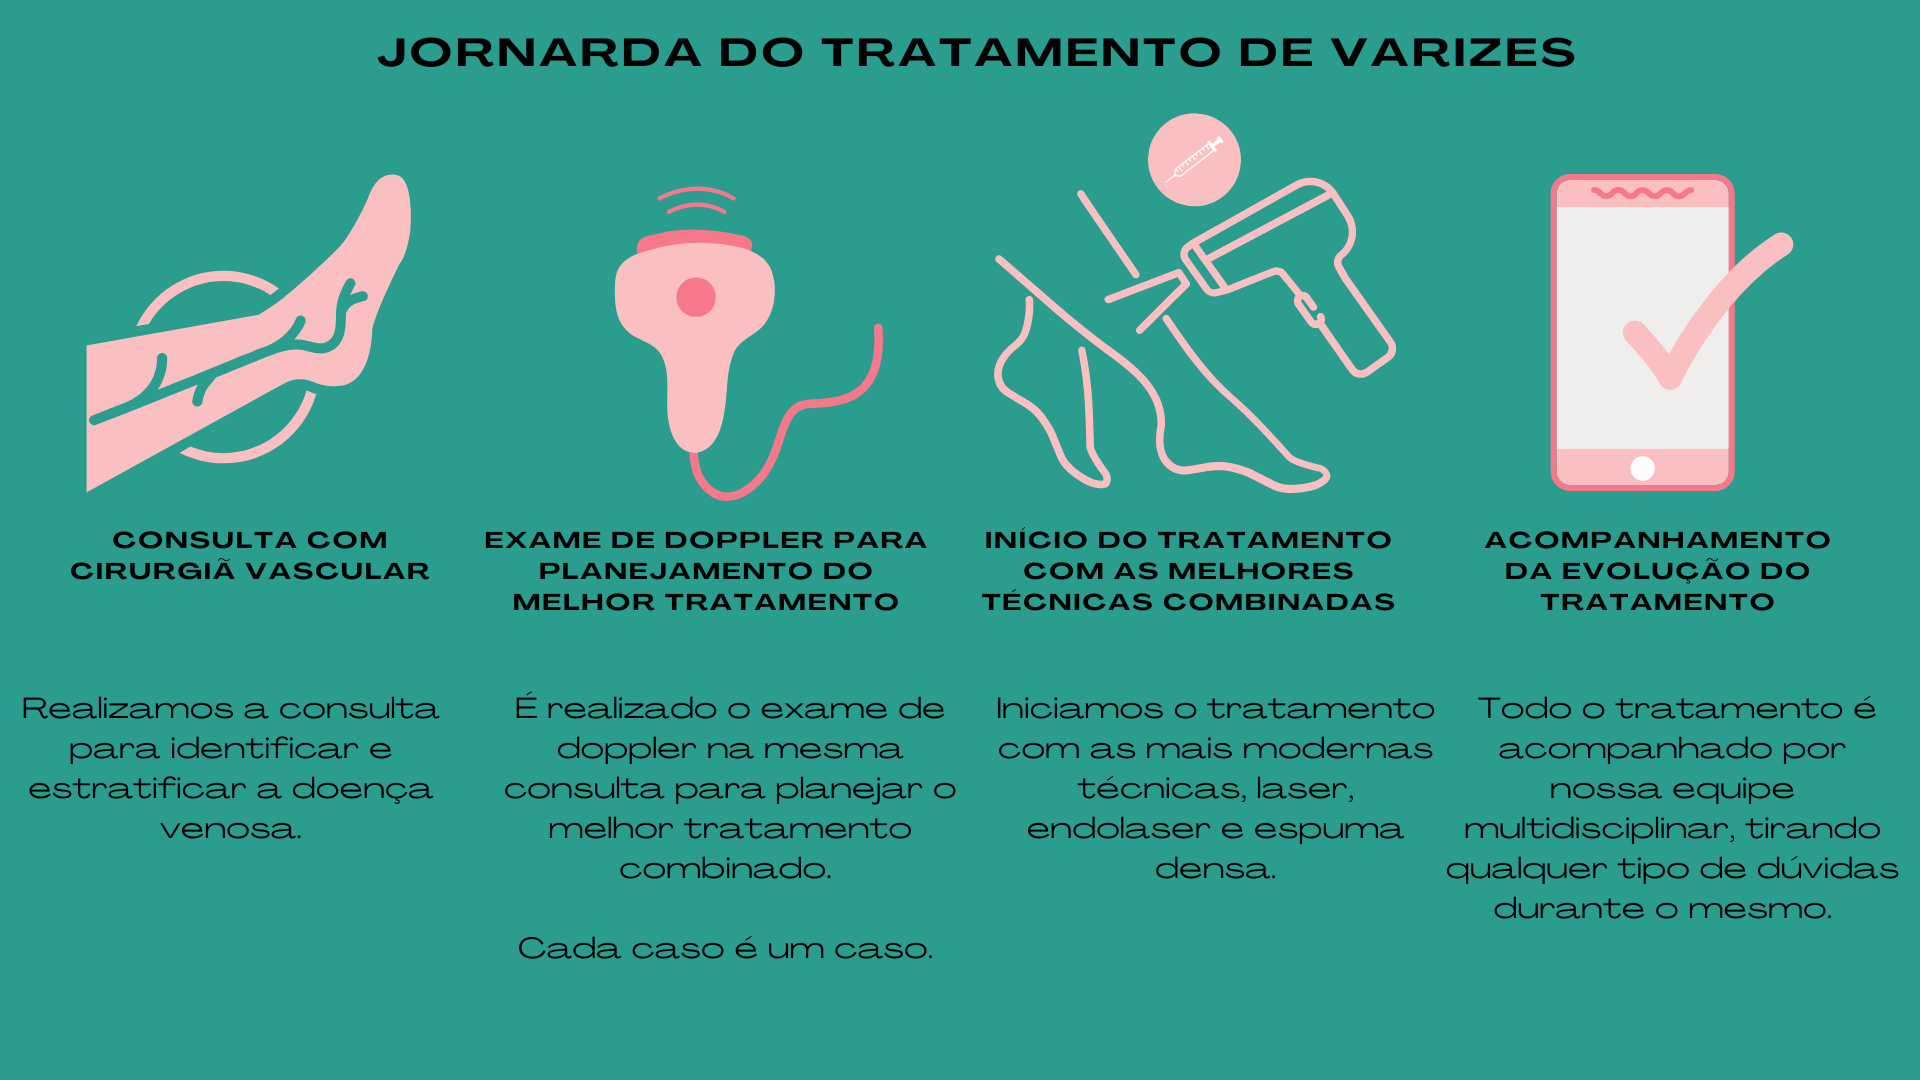 JORNARDA DO TRATAMENTO DE VARIZES
CONSULTA COM
CIRURGIÃ VASCULAR
Realizamos a consulta
para identificar e
estratificar a doença
venosa.
EXAME DE DOPPLER PARA
PLANEJAMENTO DO
MELHOR TRATAMENTO
É realizado o exame de
doppler na mesma
consulta para planejar o
melhor tratamento
combinado.
Cada caso é um caso.
INÍCIO DO TRATAMENTO
COM AS MELHORES
TÉCNICAS COMBINADAS
Iniciamos o tratamento
com as mais modernas
técnicas, laser,
endolaser e espuma
densa.
ACOMPANHAMENTO
DA EVOLUÇÃO DO
TRATAMENTO
Todo o tratamento é
acompanhado por
nossa equipe
multidisciplinar, tirando
qualquer tipo de dúvidas
durante o mesmo.